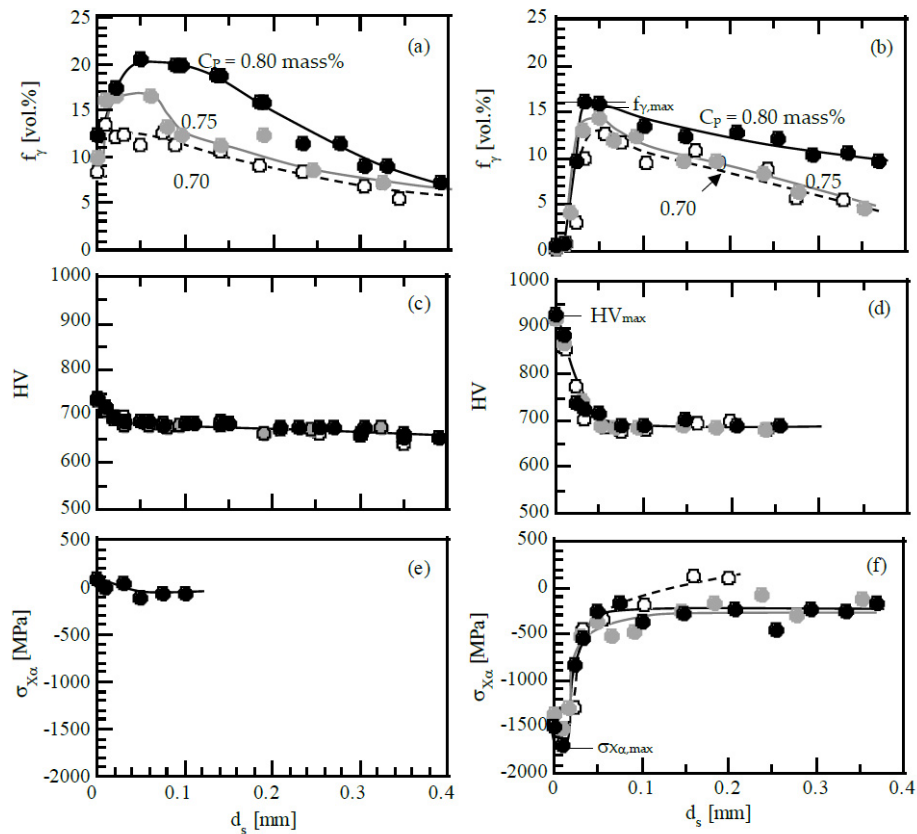 25
20
15
10
5
0
f_γ [vol.%]
(a)
C_P = 0.80 mass%
0.75
0.70
25
20
15
10
5
0
f_γ [vol.%]
(b)
f_γ,max
C_P = 0.80 mass%
0.75
0.70
1000
900
800
700
600
500
HV
(c)
1000
900
800
700
600
500
HV
(d)
HV_max
500
0
-500
-1000
-1500
-2000
σ_Xα [MPa]
(e)
0
0.1
0.2
0.3
0.4
d_s [mm]
500
0
-500
-1000
-1500
-2000
σ_Xα [MPa]
(f)
σ_Xα,max
0
0.1
0.2
0.3
0.4
d_s [mm]